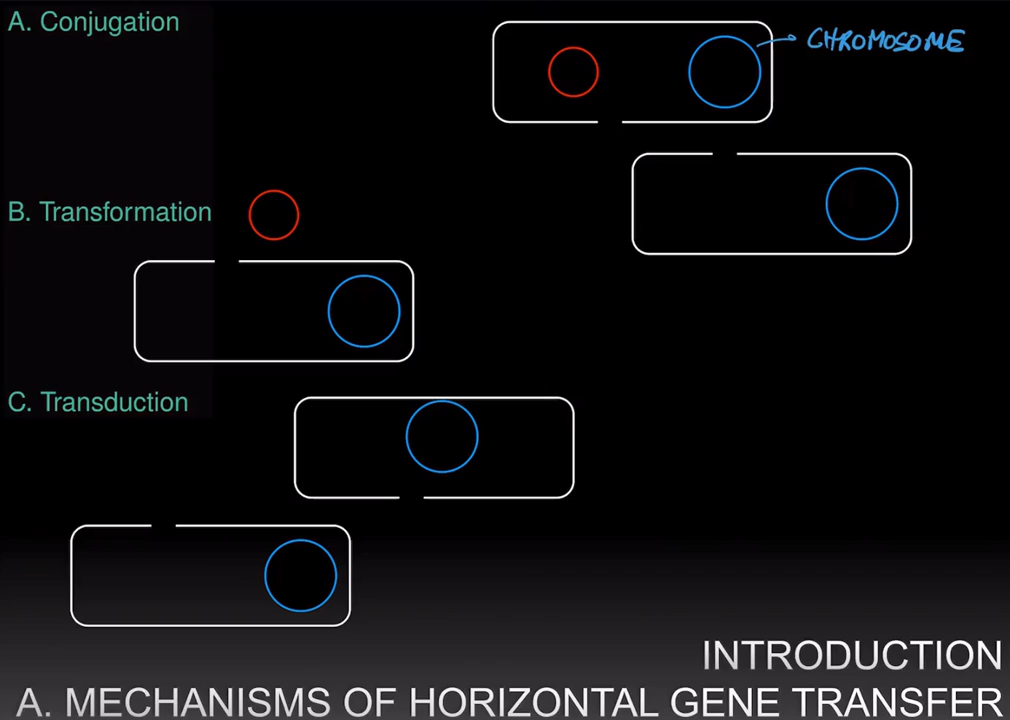 A. Conjugation
CHROMOSOME
B. Transformation
C. Transduction
INTRODUCTION
A. MECHANISMS OF HORIZONTAL GENE TRANSFER